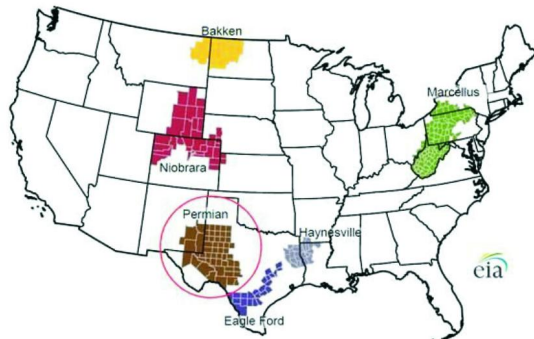 Bakken
Marcellus
Niobrara
Permian
Haynesville
eia
Eagle Ford